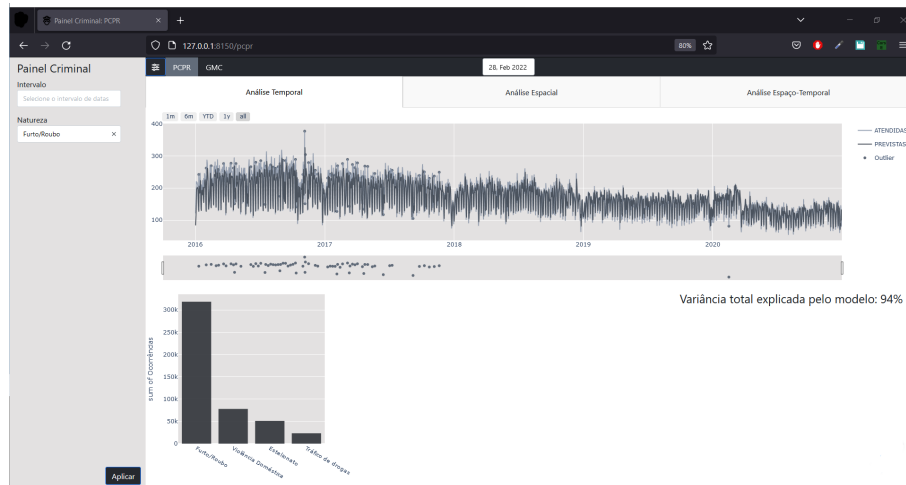 Painel Criminal: PCPR
127.0.0.1:8150/pcpr
80%
Painel Criminal
PCPR GMC
28. Feb 2022
Intervalo
Selecione o intervalo de datas
Natureza
Furto/Roubo ×
Aplicar
Análise Temporal Análise Espacial Análise Espaço-Temporal
1m 6m YTD 1y all
400
300
200
100
2016 2017 2018 2019 2020
ATENDIDAS
PREVISTAS
Outlier
Variância total explicada pelo modelo: 94%
sum of Ocorrências
300k
250k
200k
150k
100k
50k
0
Furto/Roubo
Violência Doméstica
Estelionato
Tráfico de drogas